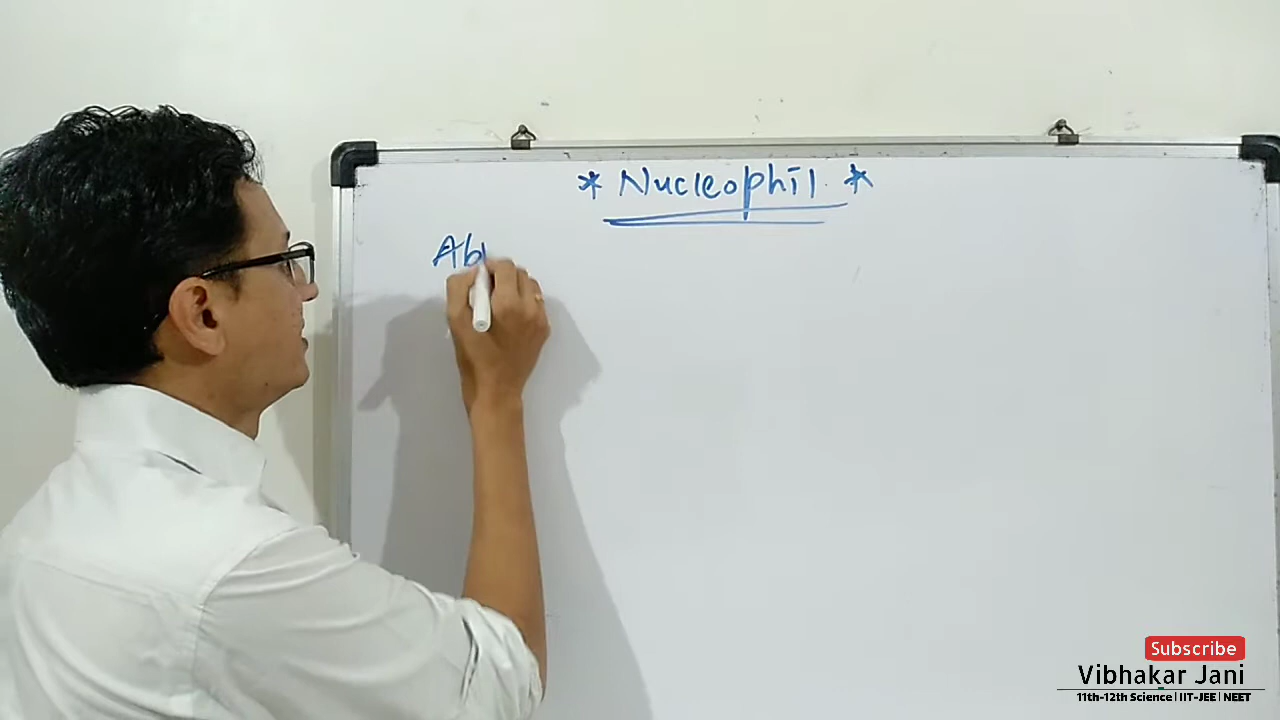 * Nucleophil *
Ab
Subscribe
Vibhakar Jani
11th-12th Science | IIT-JEE | NEET